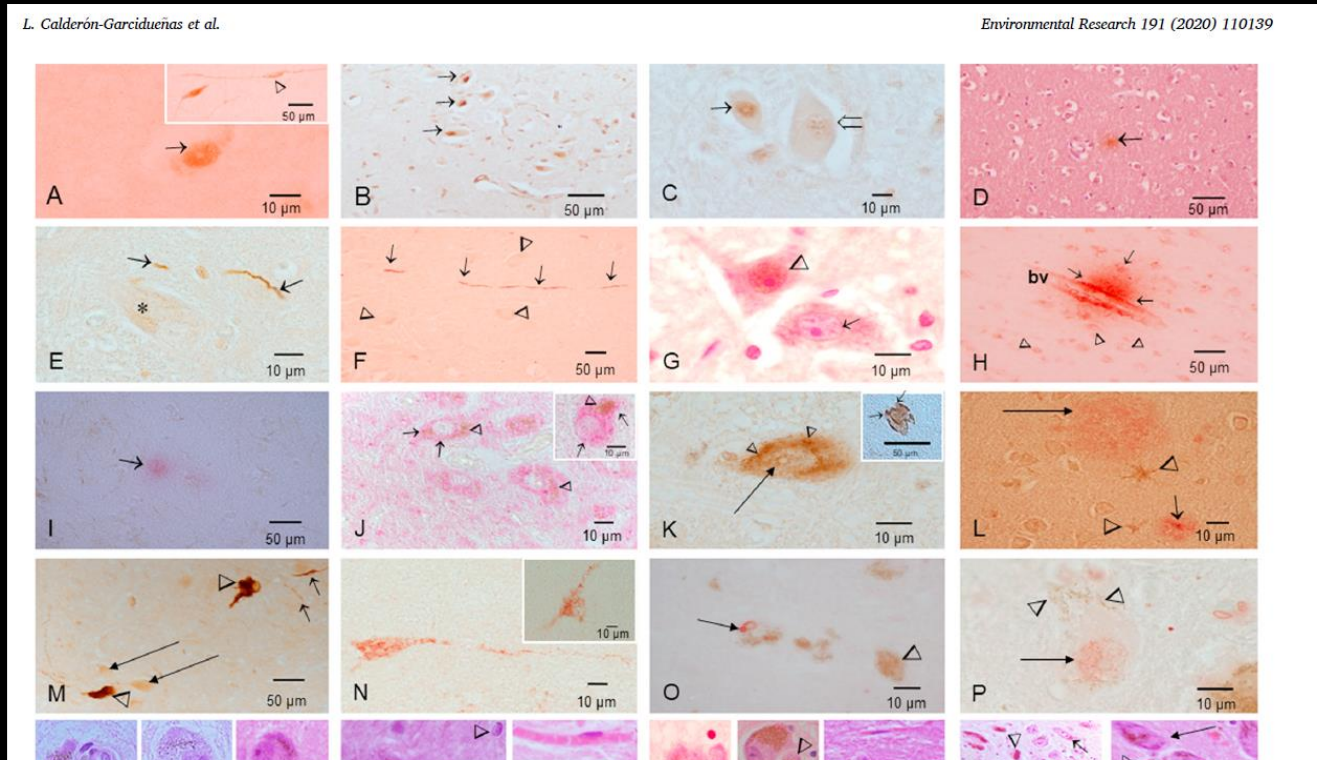 L. Calderón-Garcidueñas et al.
Environmental Research 191 (2020) 110139
50 µm
A
10 µm
B
50 µm
C
10 µm
D
50 µm
E
10 µm
F
50 µm
G
10 µm
bv
H
50 µm
I
50 µm
10 µm
J
10 µm
50 µm
K
10 µm
L
10 µm
M
50 µm
10 µm
N
10 µm
O
10 µm
P
10 µm